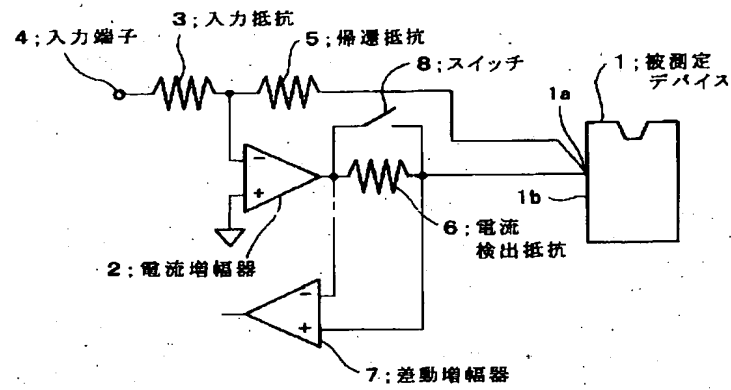 3;入力抵抗
4;入力端子
5;帰還抵抗
8;スイッチ
1;被測定
デバイス
1a
1b
−
+
6;電流
検出抵抗
2;電流増幅器
−
+
7;差動増幅器